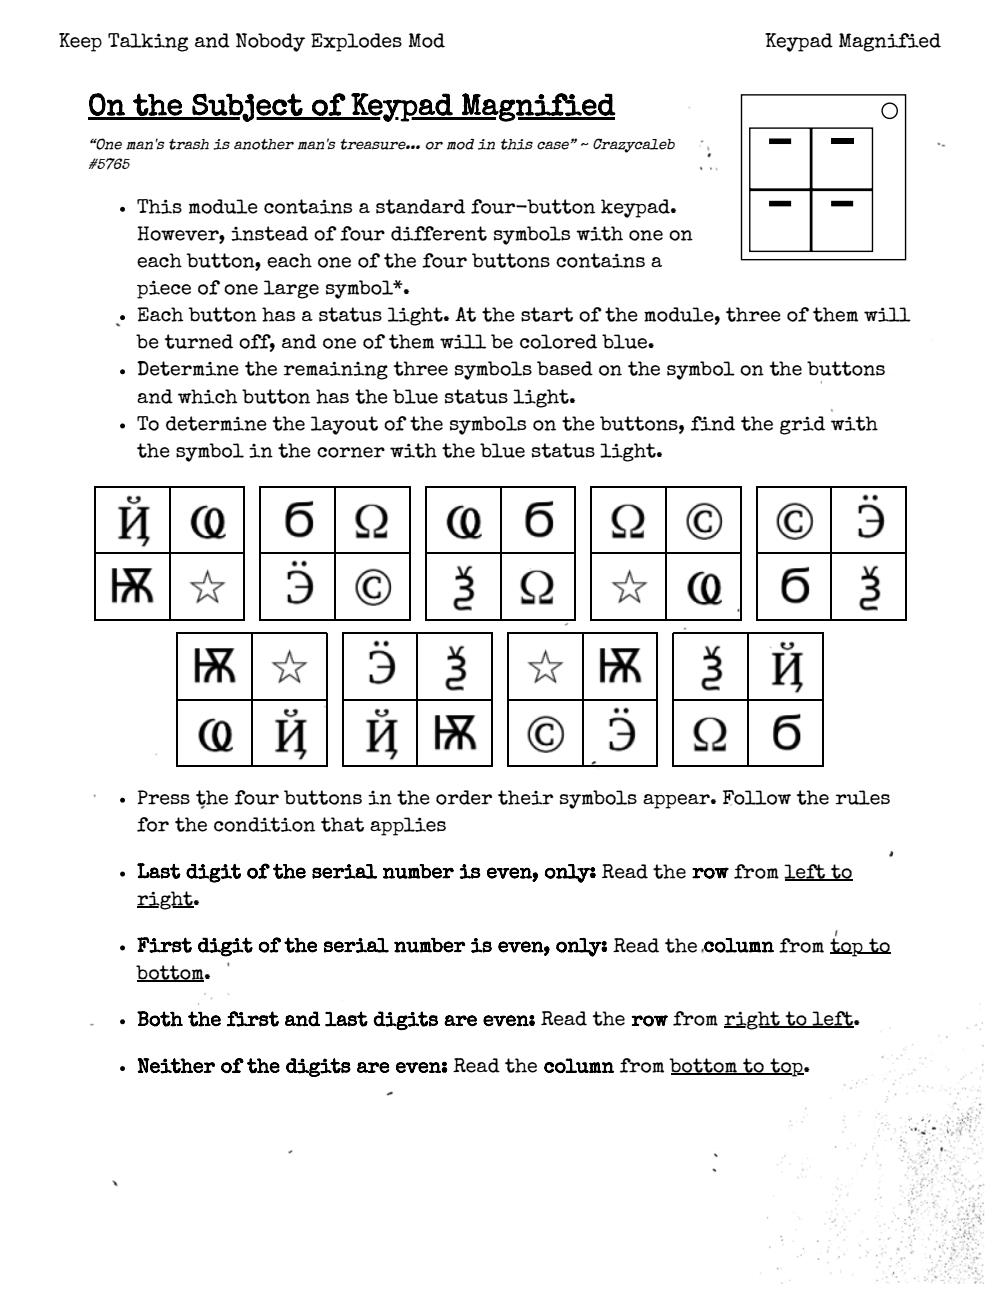 Keep Talking and Nobody Explodes Mod
Keypad Magnified
On the Subject of Keypad Magnified
“One man's trash is another man's treasure... or mod in this case” ~ Crazycaleb
#5765
• This module contains a standard four-button keypad.
However, instead of four different symbols with one on
each button, each one of the four buttons contains a
piece of one large symbol*.
• Each button has a status light. At the start of the module, three of them will
be turned off, and one of them will be colored blue.
• Determine the remaining three symbols based on the symbol on the buttons
and which button has the blue status light.
• To determine the layout of the symbols on the buttons, find the grid with
the symbol in the corner with the blue status light.
Ҋ Ҩ б Ω Ҩ б Ω © © Ӭ
Ѭ ☆ Ӭ © Ѯ Ω ☆ Ҩ б Ѯ
Ѭ ☆ Ӭ Ѯ ☆ Ѭ Ѯ Ҋ
Ҩ Ҋ Ҋ Ѭ © Ӭ Ω б
• Press the four buttons in the order their symbols appear. Follow the rules
for the condition that applies
• Last digit of the serial number is even, only: Read the row from left to
right.
• First digit of the serial number is even, only: Read the column from top to
bottom.
• Both the first and last digits are even: Read the row from right to left.
• Neither of the digits are even: Read the column from bottom to top.